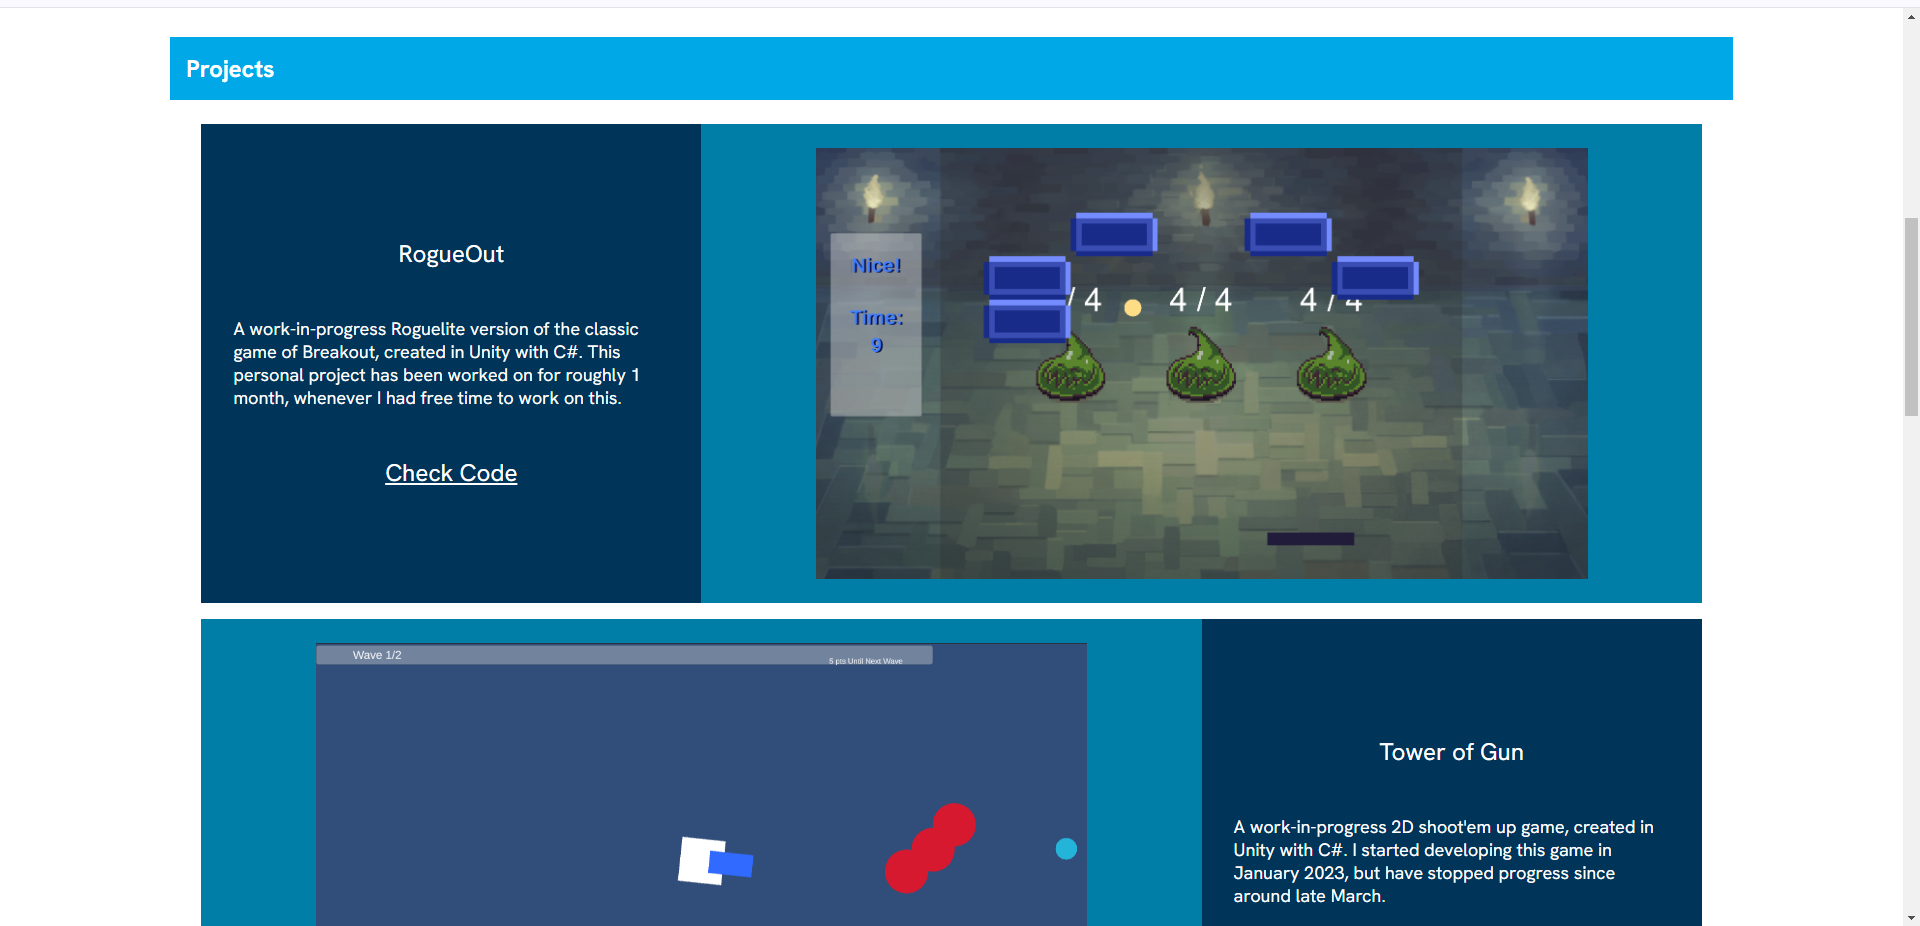 Projects
RogueOut
A work-in-progress Roguelite version of the classic
game of Breakout, created in Unity with C#. This
personal project has been worked on for roughly 1
month, whenever I had free time to work on this.
Check Code
Nice!
Time:
9
/ 4
4 / 4
4 / 4
Wave 1/2
5 pts Until Next Wave
Tower of Gun
A work-in-progress 2D shoot'em up game, created in
Unity with C#. I started developing this game in
January 2023, but have stopped progress since
around late March.